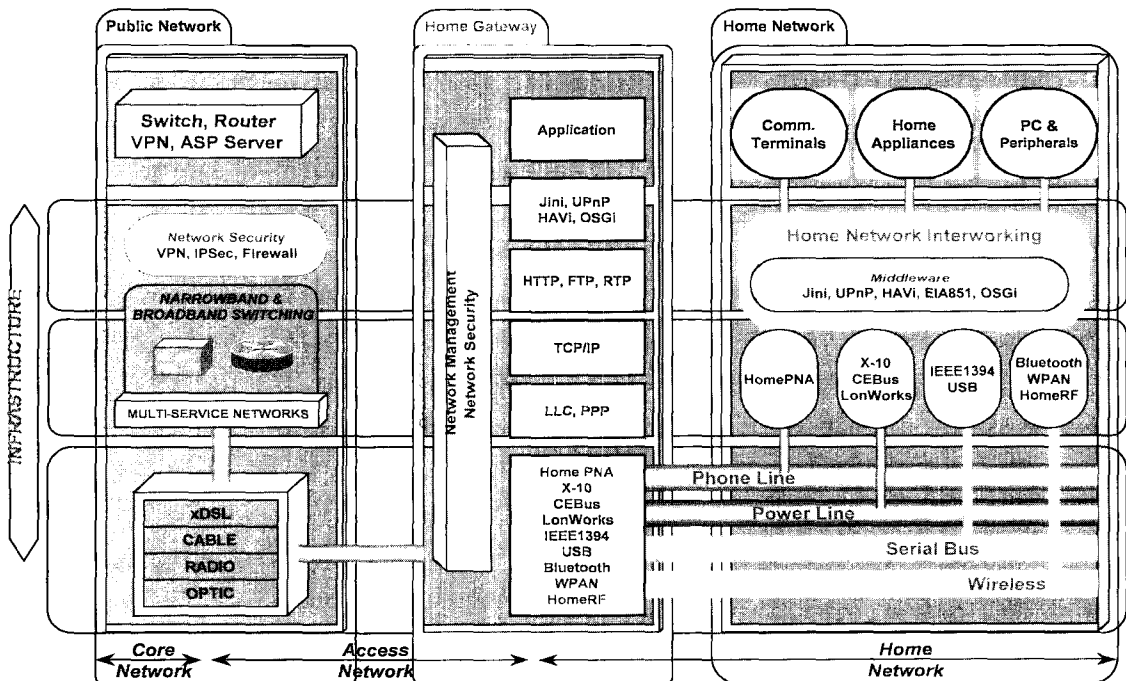 Public Network
Home Gateway
Home Network
Switch, Router
VPN, ASP Server
Network Security
VPN, IPSec, Firewall
NARROWBAND &
BROADBAND SWITCHING
MULTI-SERVICE NETWORKS
xDSL
CABLE
RADIO
OPTIC
INFRASTRUCTURE
Network Management
Network Security
Application
Jini, UPnP
HAVi, OSGi
HTTP, FTP, RTP
TCP/IP
LLC, PPP
Home PNA
X-10
CEBus
LonWorks
IEEE1394
USB
Bluetooth
WPAN
HomeRF
Comm.
Terminals
Home
Appliances
PC &
Peripherals
Home Network Interworking
Middleware
Jini, UPnP, HAVi, EIA851, OSGi
HomePNA
X-10
CEBus
LonWorks
IEEE1394
USB
Bluetooth
WPAN
HomeRF
Phone Line
Power Line
Serial Bus
Wireless
Core
Network
Access
Network
Home
Network